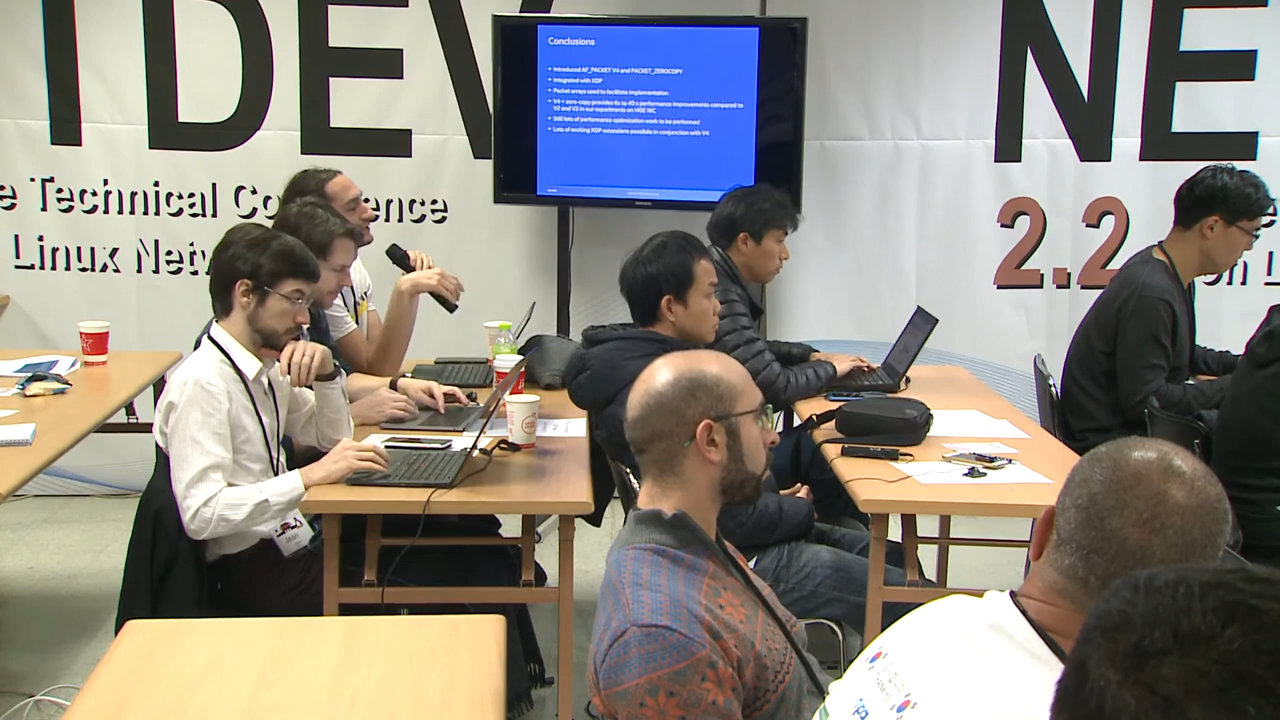 TDEV
NE
e Technical Co ence
Linux Netw
2.2
on L
Conclusions
+ Introduced AF_PACKET V4 and PACKET_ZEROCOPY
+ Integrated with XDP
+ Packet arrays used to facilitate implementation
+ V4 + zero-copy provides 6x to 40 x performance improvements compared to
V2 and V3 in our experiments on I40E NIC
+ Still lots of performance optimization work to be performed
+ Lots of exciting XDP extensions possible in conjunction with V4